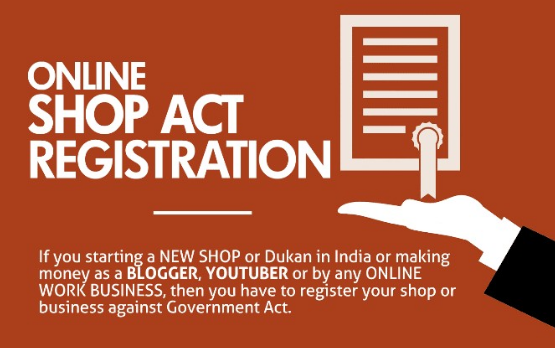 ONLINE
SHOP ACT
REGISTRATION
If you starting a NEW SHOP or Dukan in India or making
money as a BLOGGER, YOUTUBER or by any ONLINE
WORK BUSINESS, then you have to register your shop or
business against Government Act.